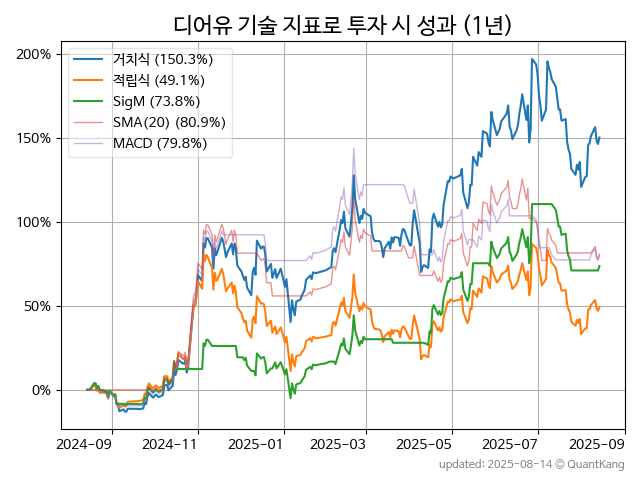 디어유 기술 지표로 투자 시 성과 (1년)
거치식 (150.3%)
적립식 (49.1%)
SigM (73.8%)
SMA(20) (80.9%)
MACD (79.8%)
200%
150%
100%
50%
0%
2024-09 2024-11 2025-01 2025-03 2025-05 2025-07 2025-09
updated: 2025-08-14 © QuantKang